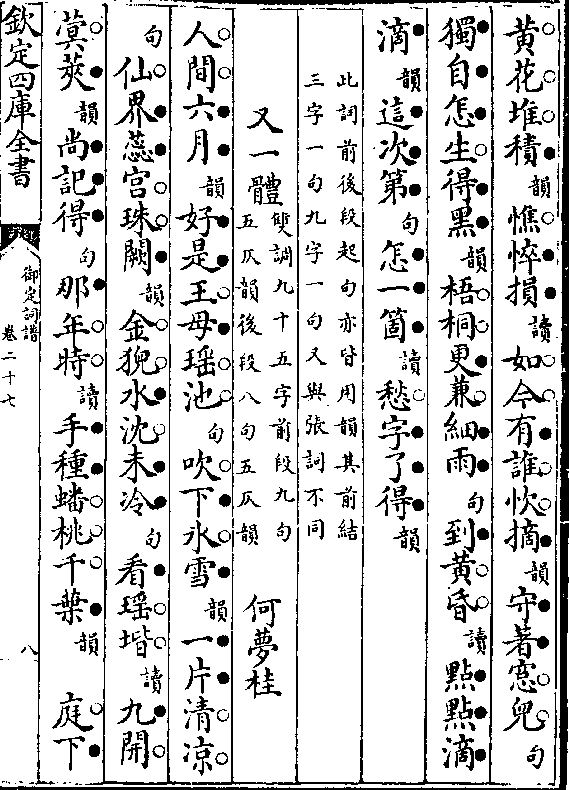 黃花堆積韻憔悴損讀如今有誰忺摘韻守著窓兒句
獨自怎生得黑韻梧桐更兼細雨句到黃昏讀點點滴
滴韻這次第句怎一箇讀愁字了得韻
此詞前後段起句亦皆用韻其前結
三字一句九字一句又與張詞不同
又一體雙調九十五字前段九句
五仄韻後段八句五仄韻何夢桂
人間六月韻好是王母瑶池句吹下氷雪韻一片清凉
句仙界蕊宫珠闕韻金猊水沈未冷句看瑶堦讀九開
蓂莢韻尚記得句那年時讀手種蟠桃千葉韻庭下
欽定四庫全書
御定詞譜
卷二十七
八